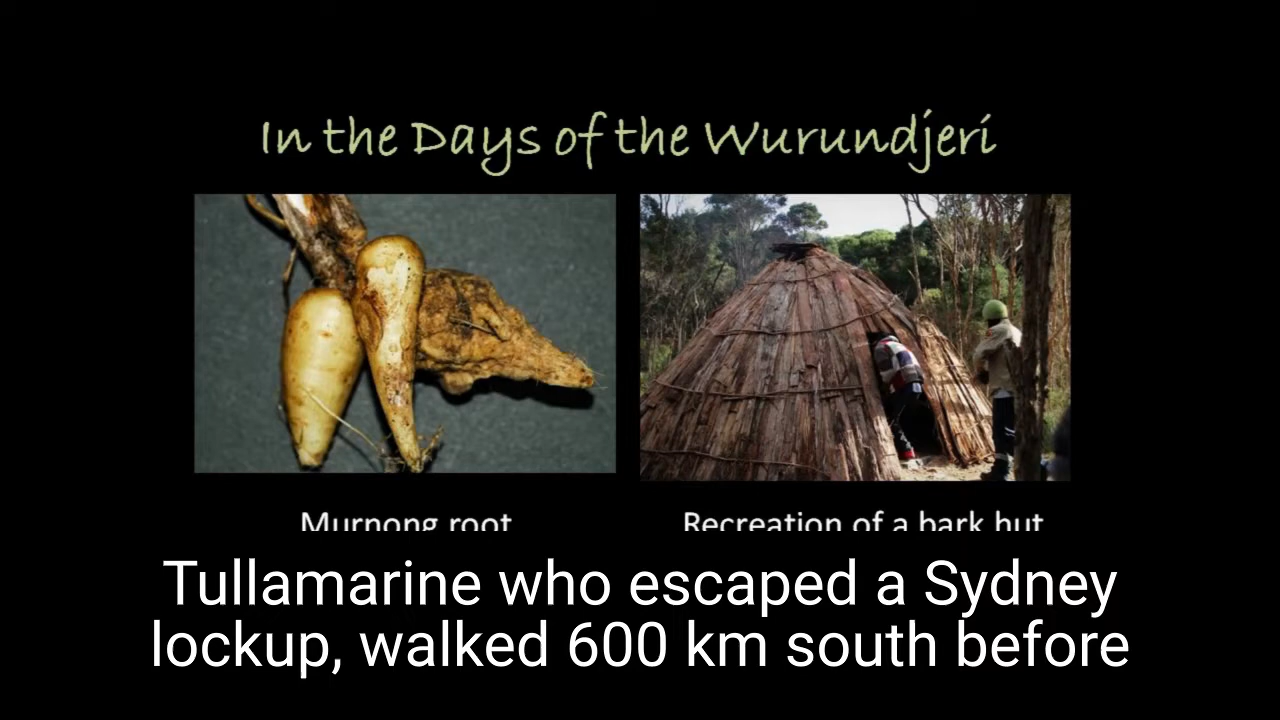 In the Days of the Wurundjeri
Murnong root
Recreation of a bark hut
Tullamarine who escaped a Sydney
lockup, walked 600 km south before